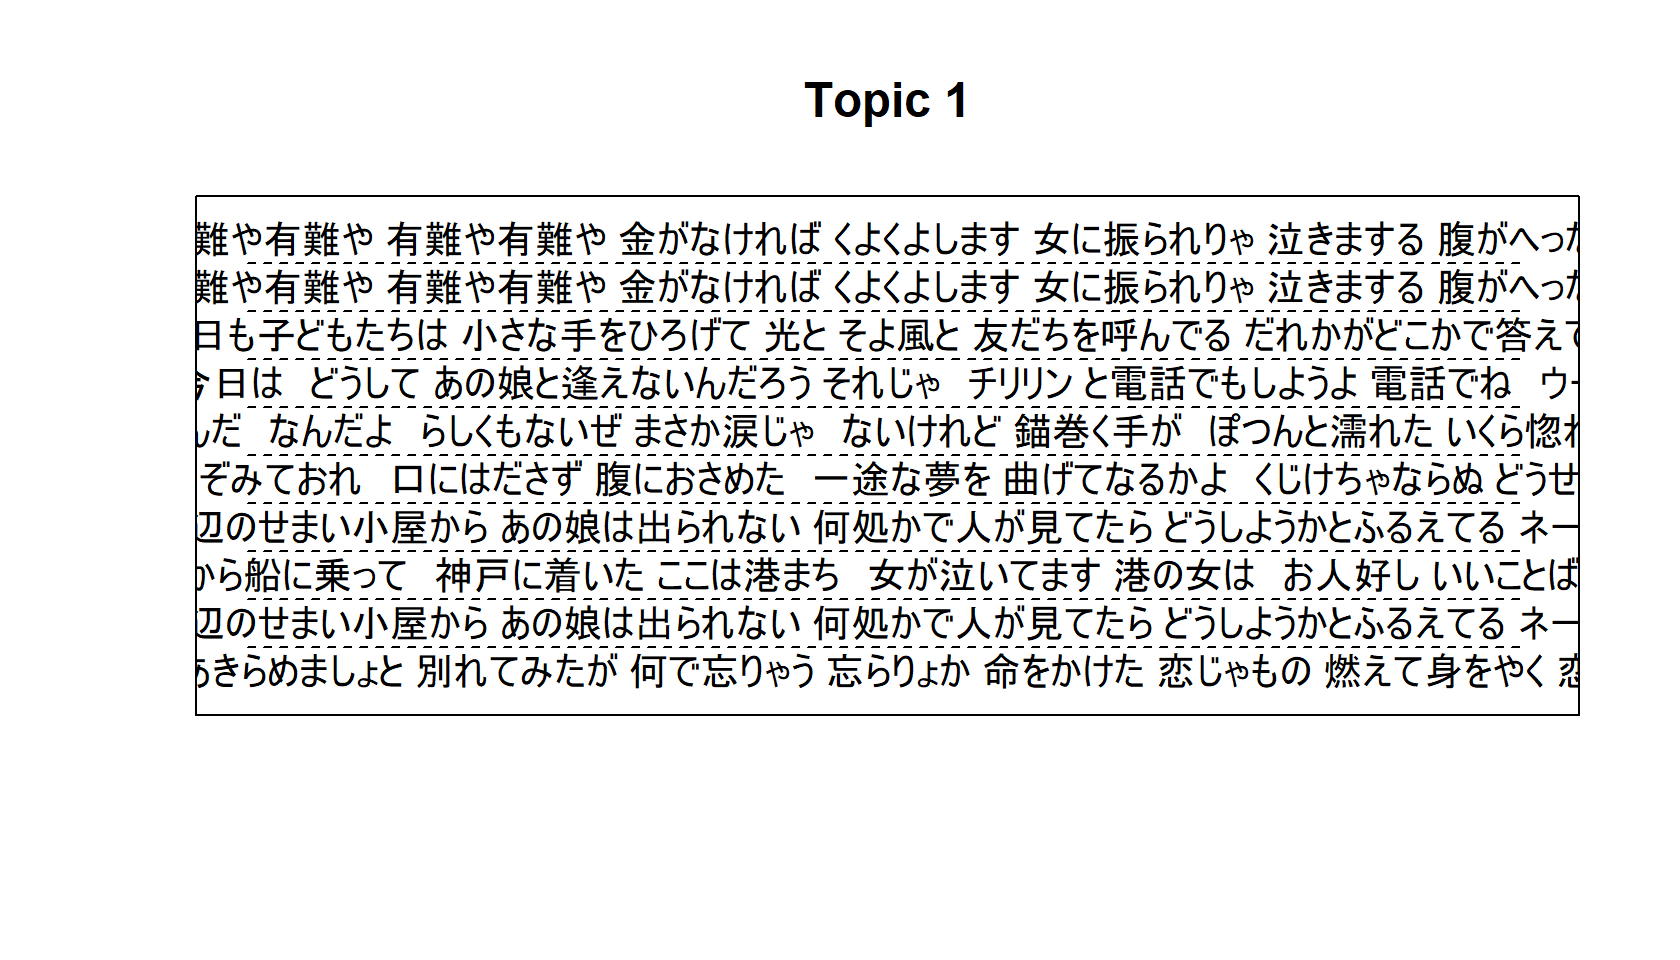 Topic 1
難や有難や 有難や有難や 金がなければ くよくよします 女に振られりゃ 泣きまする 腹がへった
難や有難や 有難や有難や 金がなければ くよくよします 女に振られりゃ 泣きまする 腹がへった
日も子どもたちは 小さな手をひろげて 光と そよ風と 友だちを呼んでる だれかがどこかで答えて
今日は どうして あの娘と逢えないんだろう それじゃ チリリン と電話でもしようよ 電話でね ウー
んだ なんだよ らしくもないぜ まさか涙じゃ ないけれど 錨巻く手が ぽつんと濡れた いくら惚れ
ぞみておれ 口にはださず 腹におさめた 一途な夢を 曲げてなるかよ くじけちゃならぬ どうせ
辺のせまい小屋から あの娘は出られない 何処かで人が見てたら どうしようかとふるえてる ネー
から船に乗って 神戸に着いた ここは港まち 女が泣いてます 港の女は お人好し いいことば
辺のせまい小屋から あの娘は出られない 何処かで人が見てたら どうしようかとふるえてる ネー
あきらめましょと 別れてみたが 何で忘りゃう 忘らりょか 命をかけた 恋じゃもの 燃えて身をやく 恋